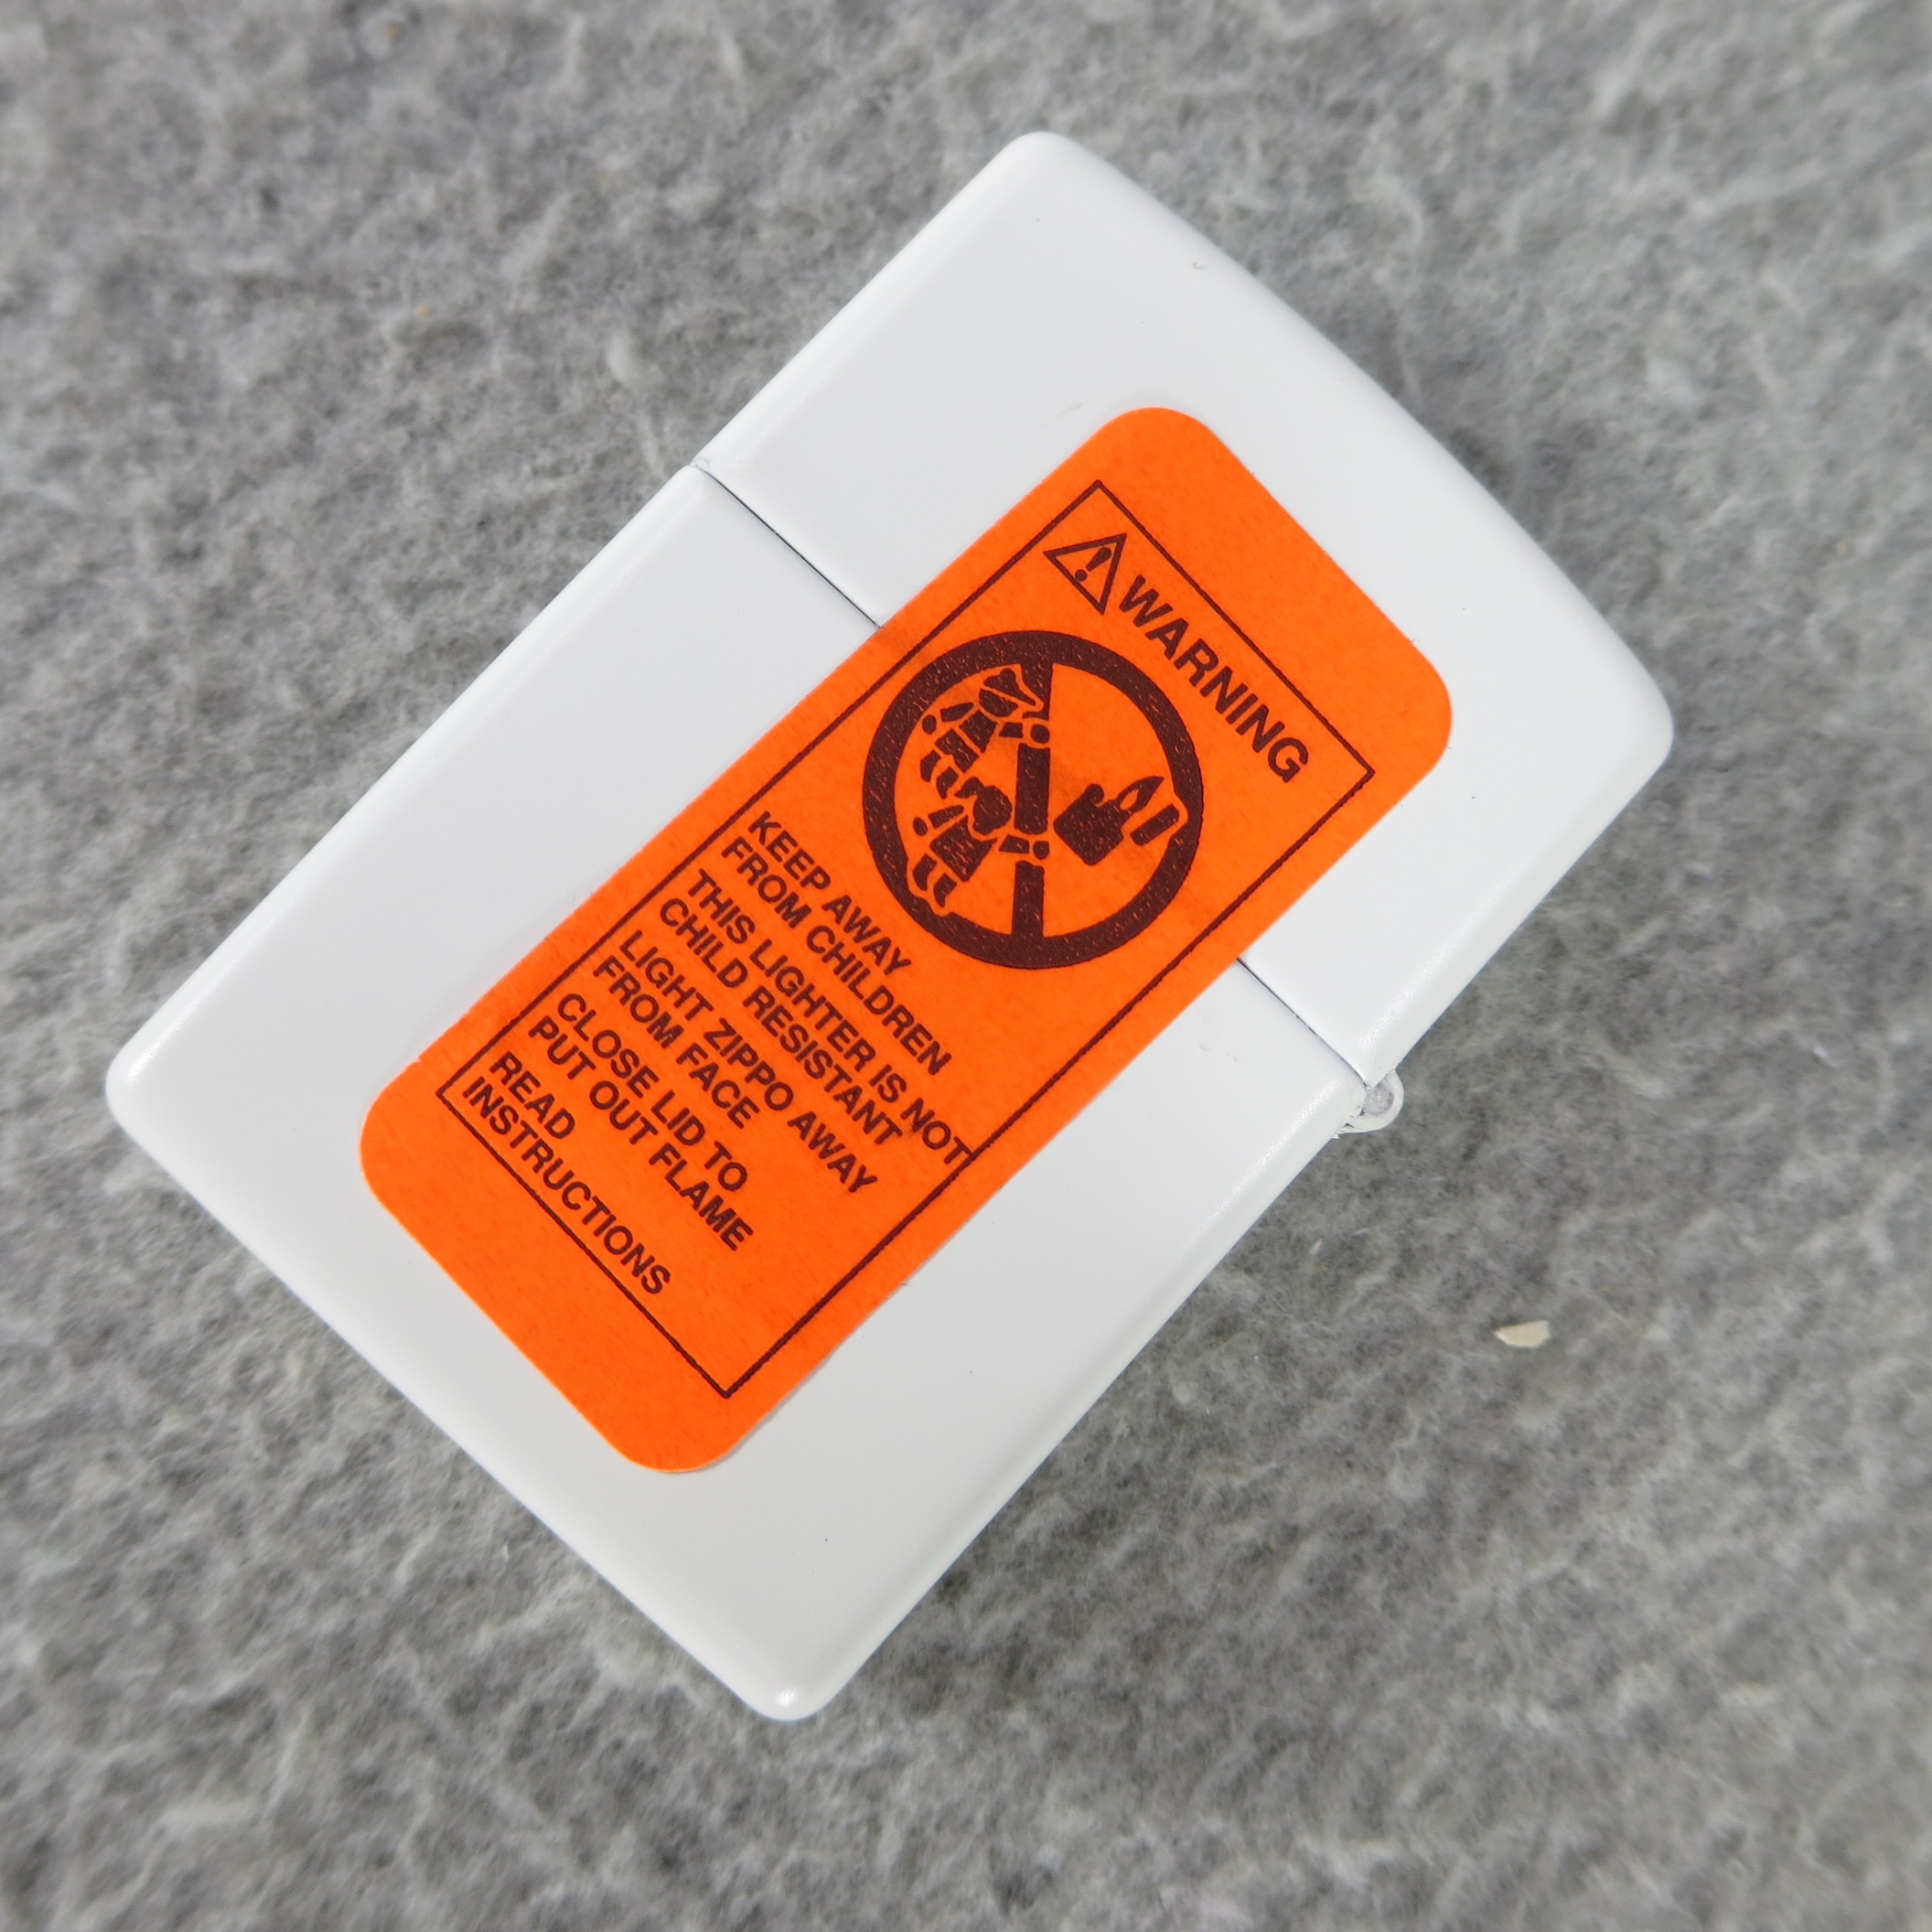 WARNING
KEEP AWAY
FROM CHILDREN
THIS LIGHTER IS NOT
CHILD RESISTANT
LIGHT ZIPPO AWAY
FROM FACE
CLOSE LID TO
PUT OUT FLAME
READ
INSTRUCTIONS